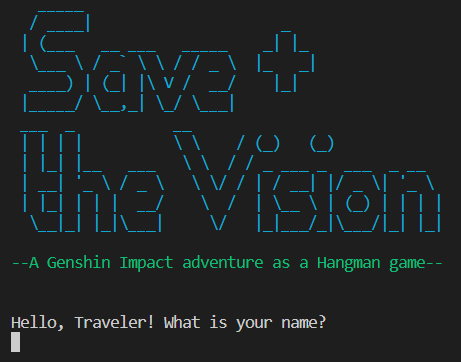 Save
the Vision
--A Genshin Impact adventure as a Hangman game--
Hello, Traveler! What is your name?